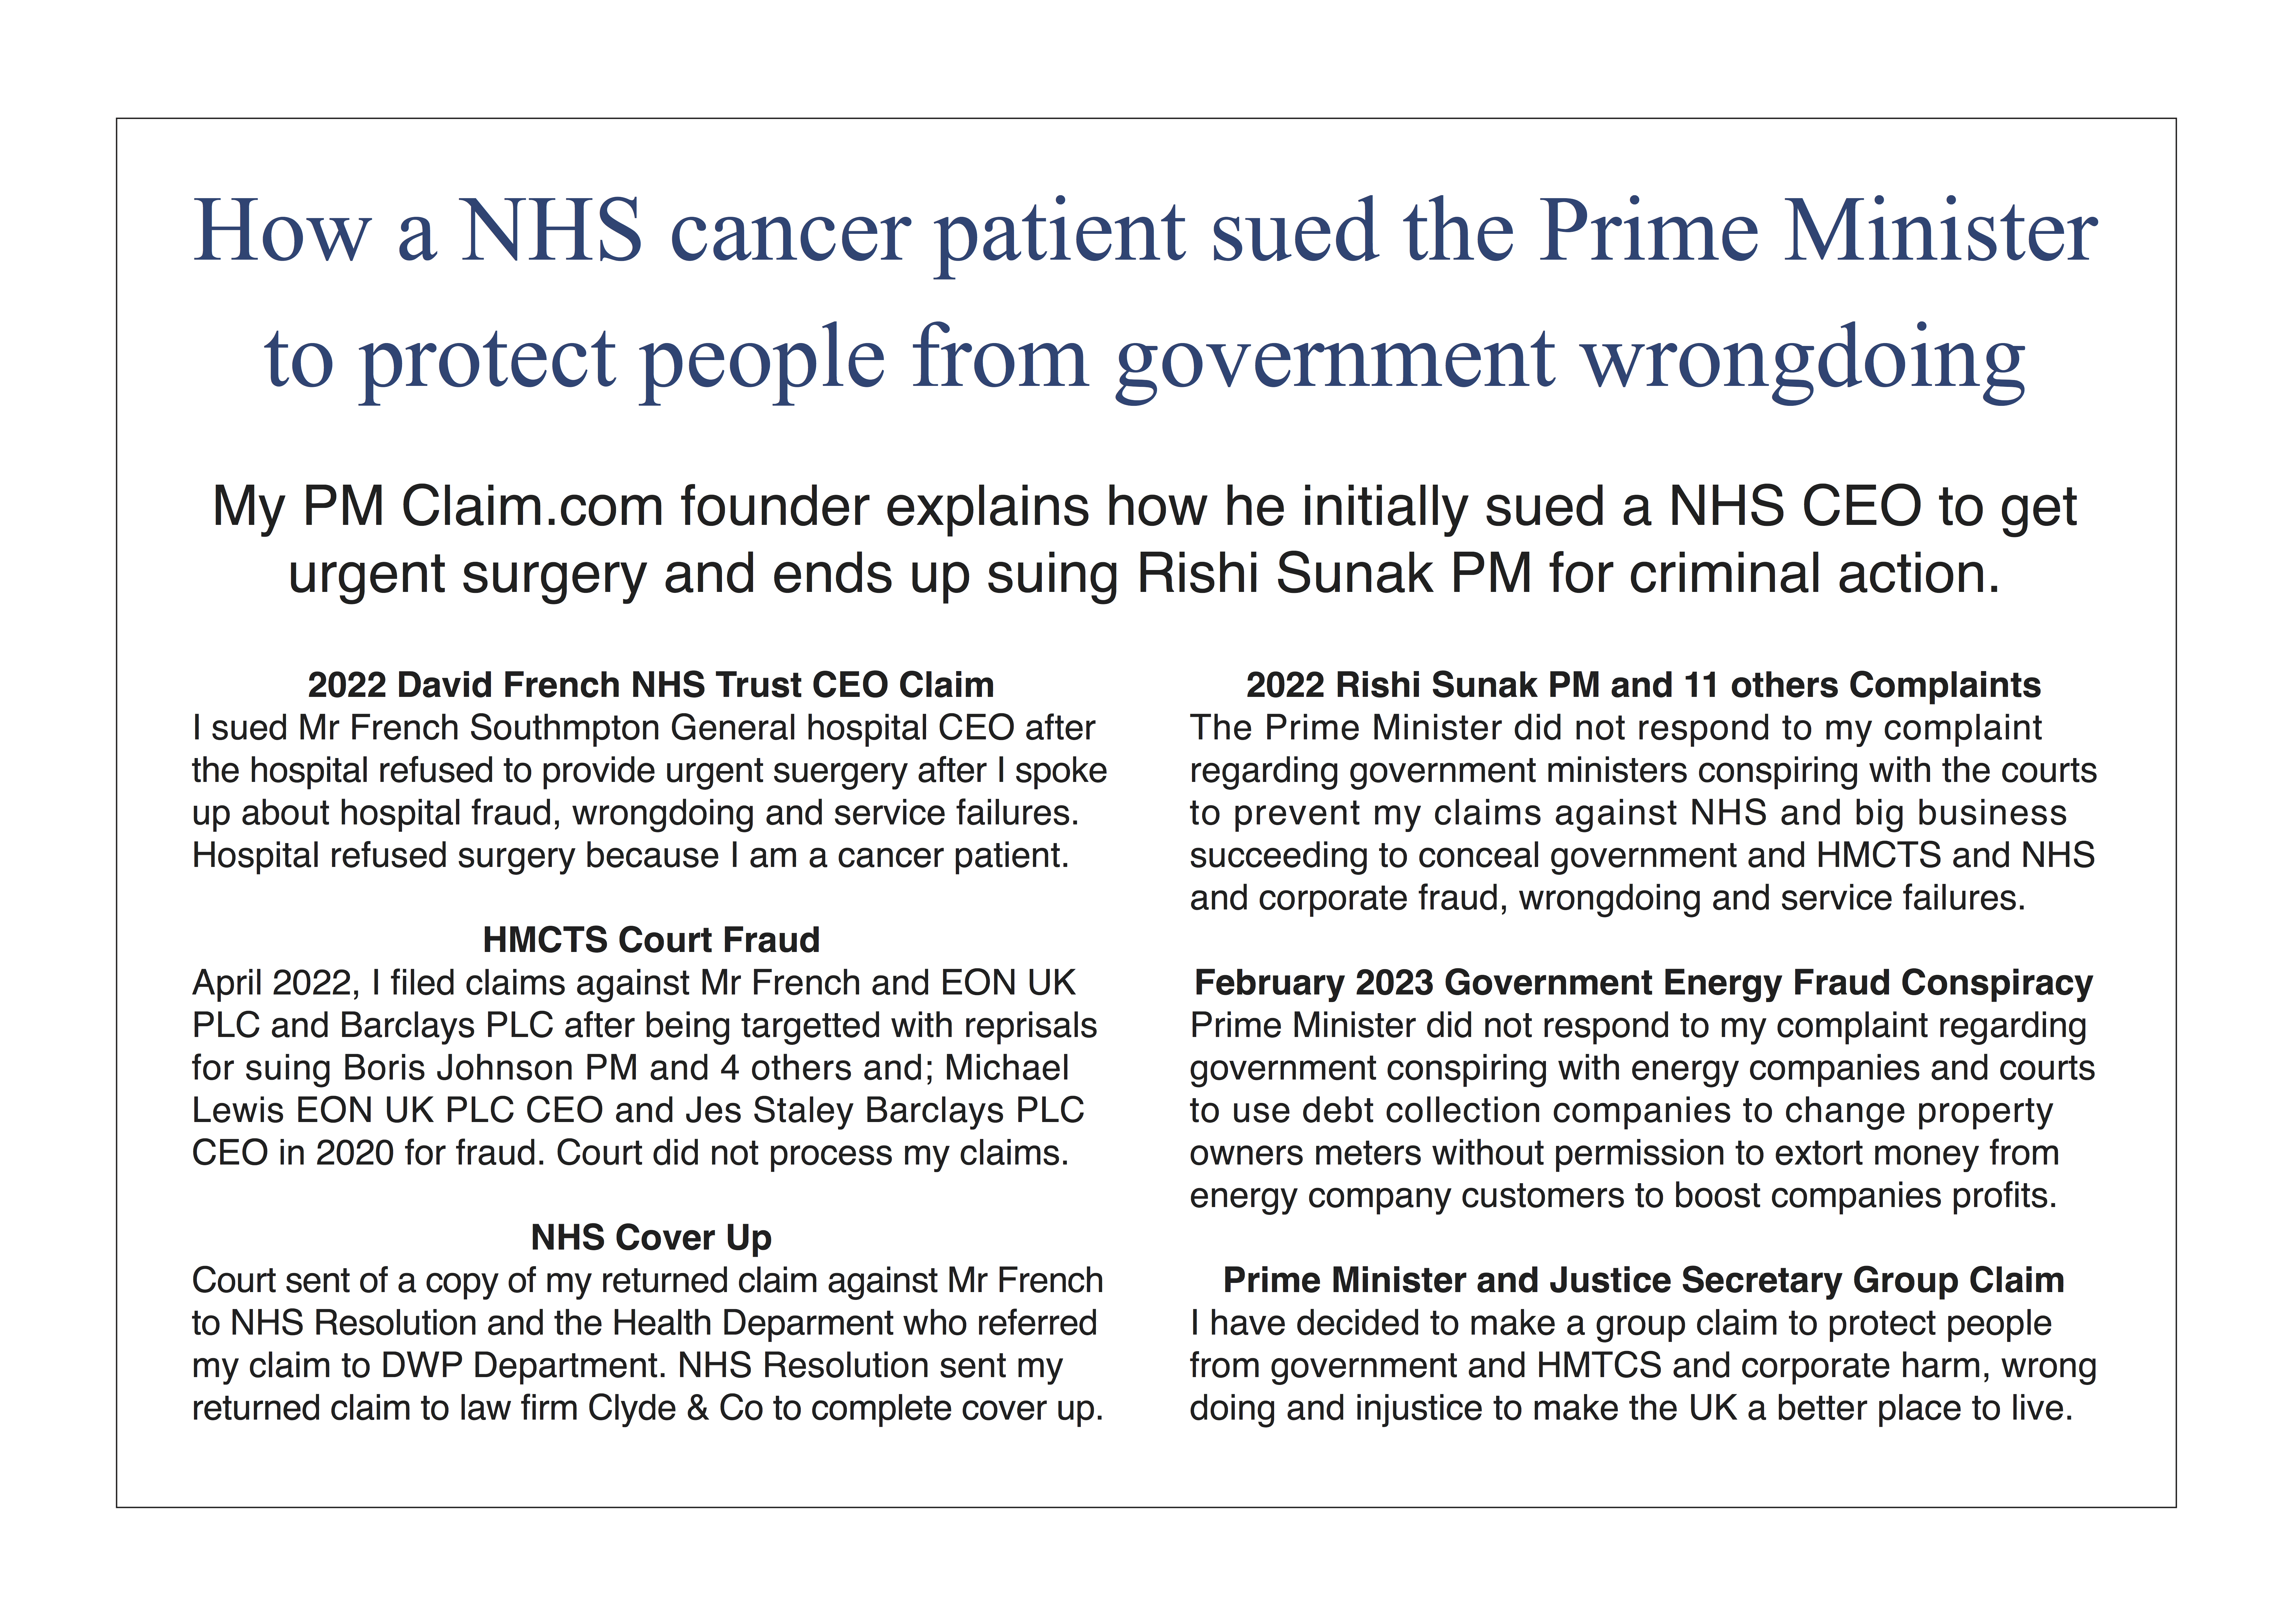 How a NHS cancer patient sued the Prime Minister
to protect people from government wrongdoing
My PM Claim.com founder explains how he initially sued a NHS CEO to get
urgent surgery and ends up suing Rishi Sunak PM for criminal action.
2022 David French NHS Trust CEO Claim
I sued Mr French Southmpton General hospital CEO after
the hospital refused to provide urgent suergery after I spoke
up about hospital fraud, wrongdoing and service failures.
Hospital refused surgery because I am a cancer patient.
HMCTS Court Fraud
April 2022, I filed claims against Mr French and EON UK
PLC and Barclays PLC after being targetted with reprisals
for suing Boris Johnson PM and 4 others and; Michael
Lewis EON UK PLC CEO and Jes Staley Barclays PLC
CEO in 2020 for fraud. Court did not process my claims.
NHS Cover Up
Court sent of a copy of my returned claim against Mr French
to NHS Resolution and the Health Deparment who referred
my claim to DWP Department. NHS Resolution sent my
returned claim to law firm Clyde & Co to complete cover up.
2022 Rishi Sunak PM and 11 others Complaints
The Prime Minister did not respond to my complaint
regarding government ministers conspiring with the courts
to prevent my claims against NHS and big business
succeeding to conceal government and HMCTS and NHS
and corporate fraud, wrongdoing and service failures.
February 2023 Government Energy Fraud Conspiracy
Prime Minister did not respond to my complaint regarding
government conspiring with energy companies and courts
to use debt collection companies to change property
owners meters without permission to extort money from
energy company customers to boost companies profits.
Prime Minister and Justice Secretary Group Claim
I have decided to make a group claim to protect people
from government and HMTCS and corporate harm, wrong
doing and injustice to make the UK a better place to live.